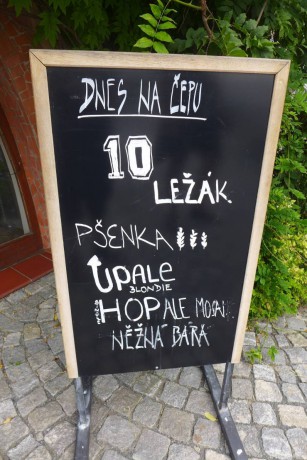 DNES NA ČEPU
10
LEŽÁK.
PŠENKA
UPALE
BLONDIE
HOPALE MOSAIC
NĚŽNÁ BÁRA